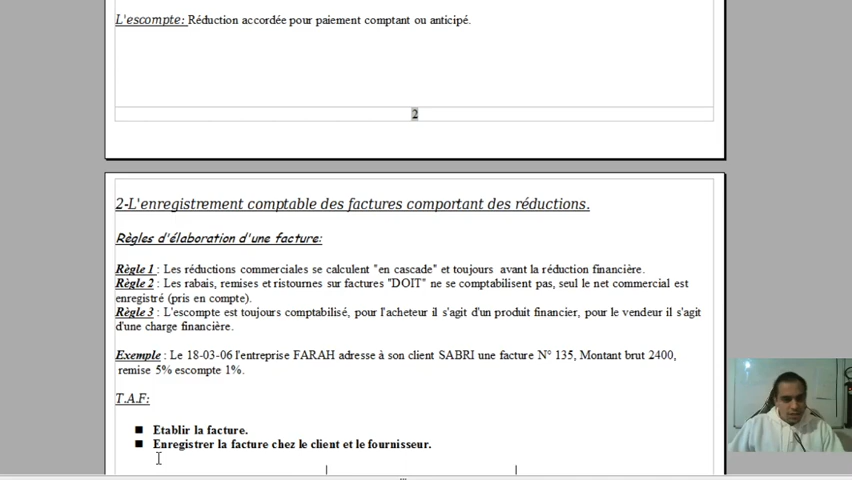 L'escompte: Réduction accordée pour paiement comptant ou anticipé.
2
2-L'enregistrement comptable des factures comportant des réductions.
Règles d'élaboration d'une facture:
Règle 1 : Les réductions commerciales se calculent "en cascade" et toujours avant la réduction financière.
Règle 2 : Les rabais, remises et ristournes sur factures "DOIT" ne se comptabilisent pas, seul le net commercial est
enregistré (pris en compte).
Règle 3 : L'escompte est toujours comptabilisé, pour l'acheteur il s'agit d'un produit financier, pour le vendeur il s'agit
d'une charge financière.
Exemple : Le 18-03-06 l'entreprise FARAH adresse à son client SABRI une facture N° 135, Montant brut 2400,
remise 5% escompte 1%.
T.A.F:
■ Etablir la facture.
■ Enregistrer la facture chez le client et le fournisseur.